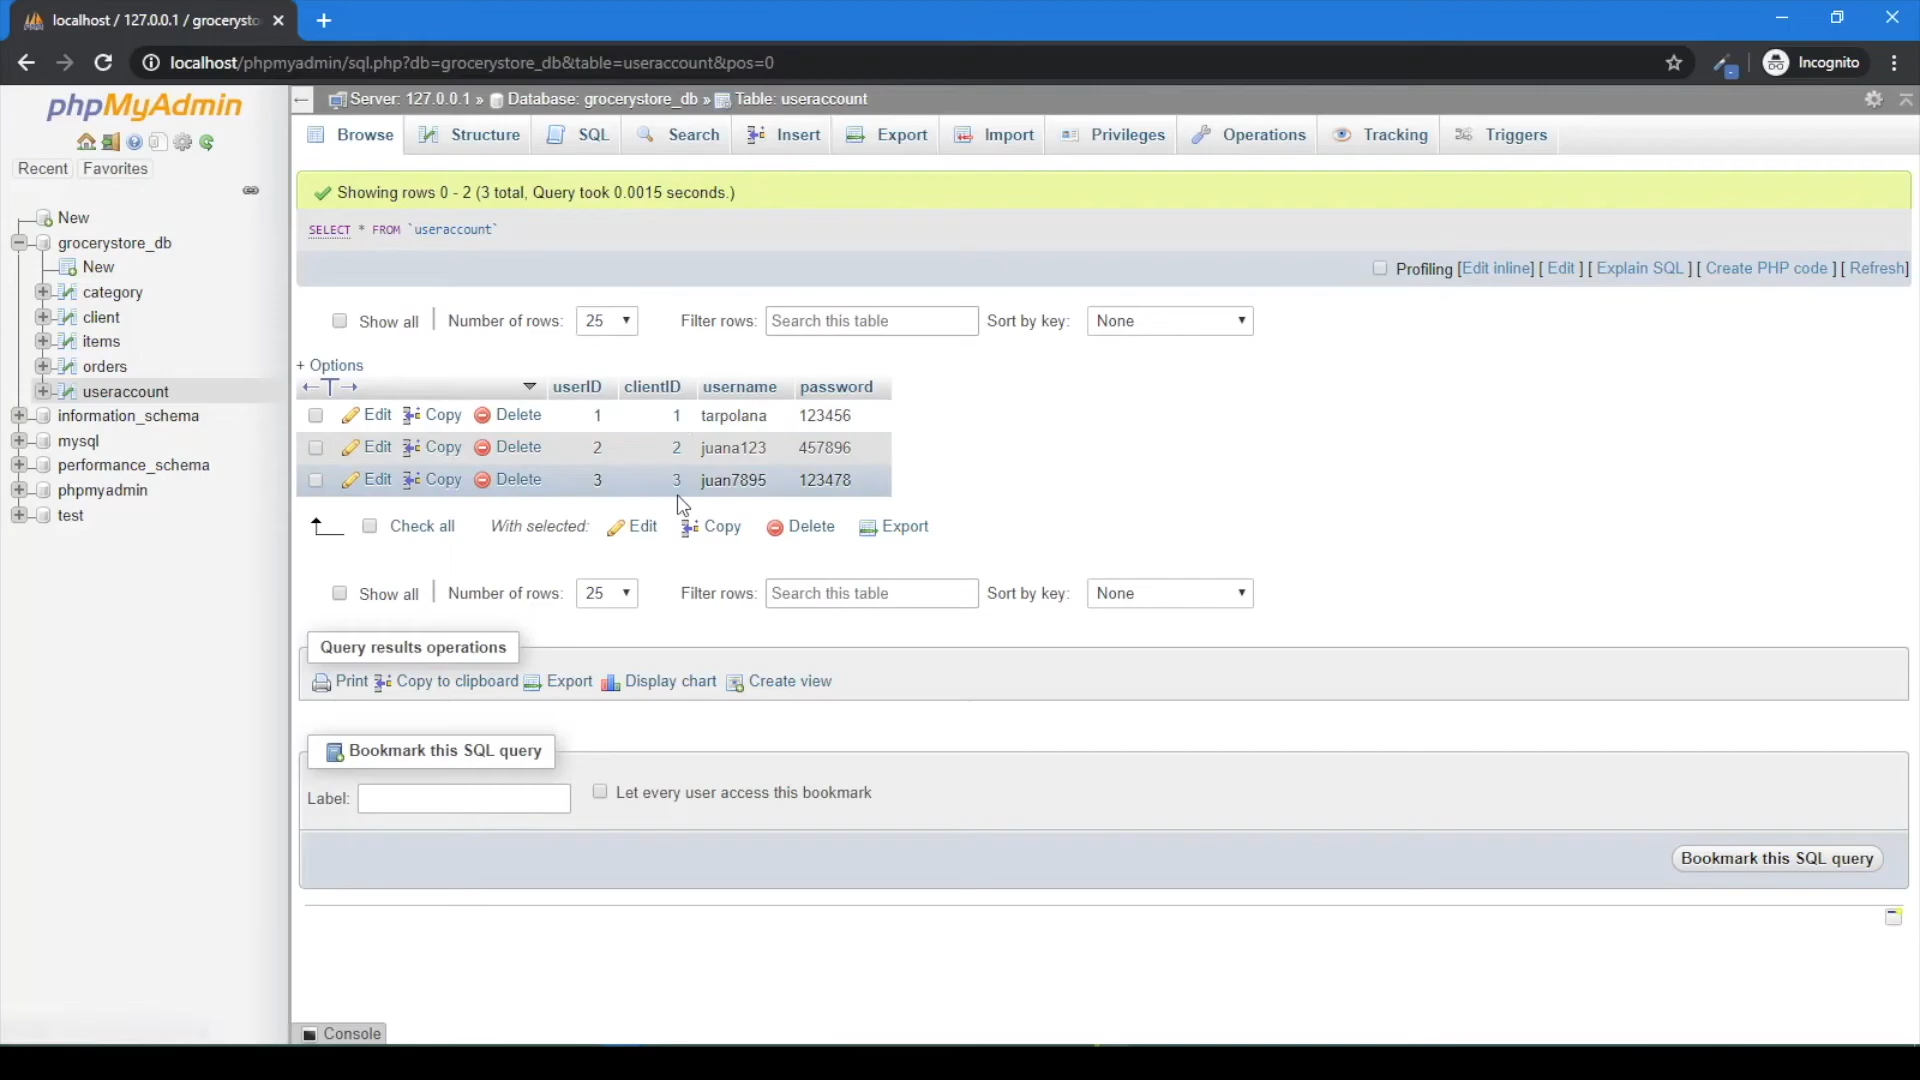 localhost / 127.0.0.1 / grocerysto
localhost/phpmyadmin/sql.php?db=grocerystore_db&table=useraccount&pos=0
Incognito
phpMyAdmin
Recent Favorites
New
grocerystore_db
New
category
client
items
orders
useraccount
information_schema
mysql
performance_schema
phpmyadmin
test
Server: 127.0.0.1 » Database: grocerystore_db » Table: useraccount
Browse Structure SQL Search Insert Export Import Privileges Operations Tracking Triggers
Showing rows 0 - 2 (3 total, Query took 0.0015 seconds.)
SELECT * FROM `useraccount`
Profiling [Edit inline] [ Edit ] [ Explain SQL ] [ Create PHP code ] [ Refresh]
Show all Number of rows: 25 Filter rows: Search this table Sort by key: None
+ Options
←T→ userID clientID username password
Edit Copy Delete 1 1 tarpolana 123456
Edit Copy Delete 2 2 juana123 457896
Edit Copy Delete 3 3 juan7895 123478
Check all With selected: Edit Copy Delete Export
Show all Number of rows: 25 Filter rows: Search this table Sort by key: None
Query results operations
Print Copy to clipboard Export Display chart Create view
Bookmark this SQL query
Label: Let every user access this bookmark
Bookmark this SQL query
Console